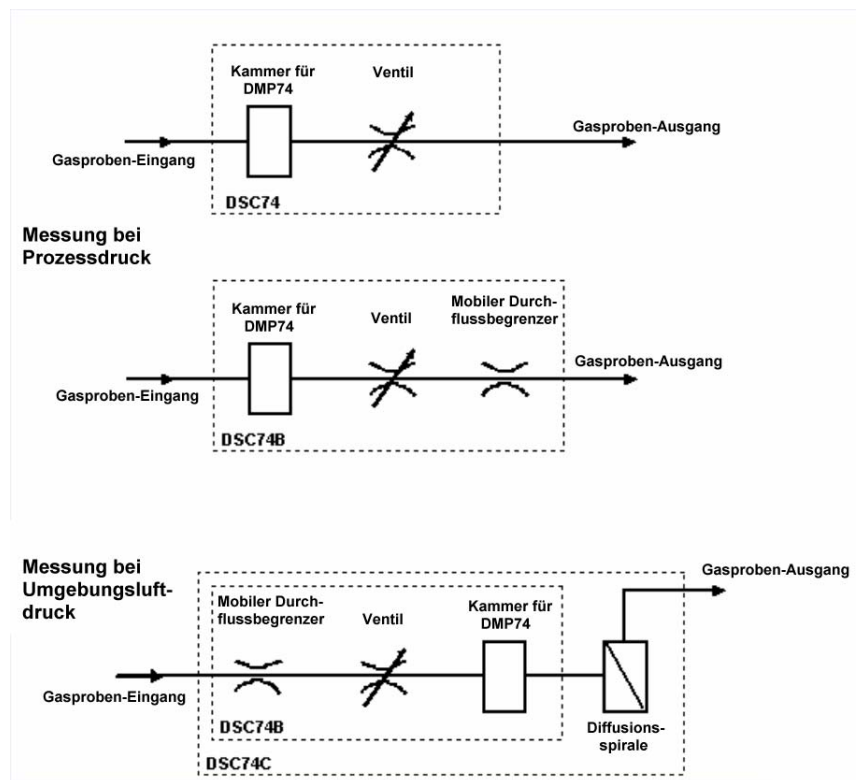 Kammer für
DMP74
Ventil
Gasproben-Eingang
Gasproben-Ausgang
DSC74
Messung bei
Prozessdruck
Kammer für
DMP74
Ventil
Mobiler Durch-
flussbegrenzer
Gasproben-Eingang
Gasproben-Ausgang
DSC74B
Messung bei
Umgebungsluft-
druck
Mobiler Durch-
flussbegrenzer
Ventil
Kammer für
DMP74
Gasproben-Ausgang
Gasproben-Eingang
DSC74B
Diffusions-
spirale
DSC74C